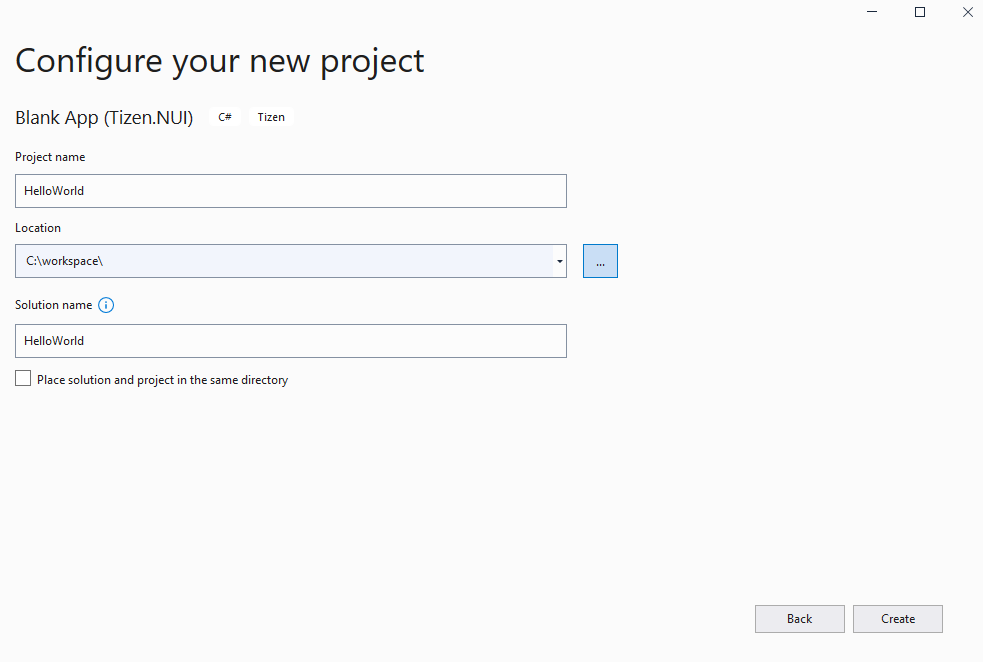 Configure your new project
Blank App (Tizen.NUI) C# Tizen
Project name
HelloWorld
Location
C:\workspace\
...
Solution name
HelloWorld
Place solution and project in the same directory
Back Create